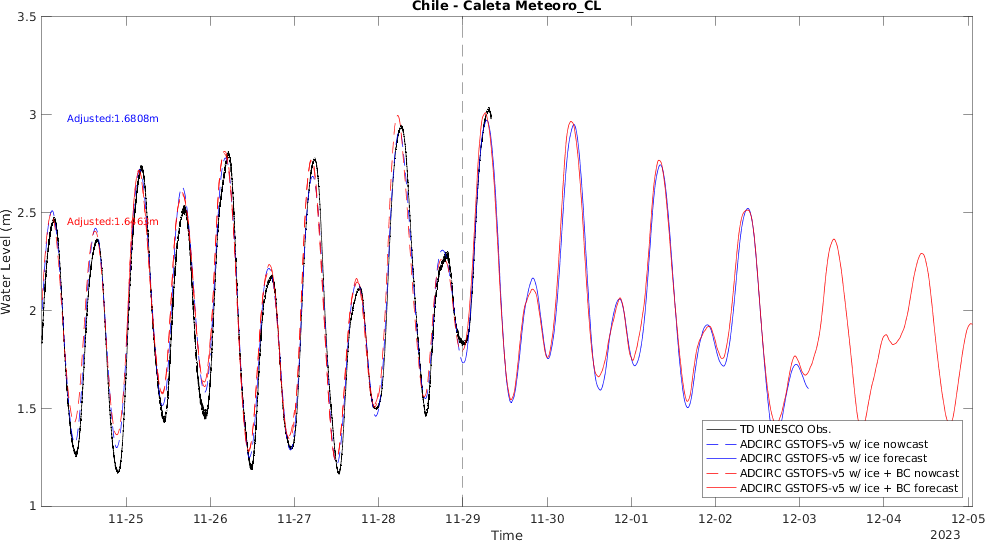 Chile - Caleta Meteoro_CL
3.5
3
2.5
2
1.5
1
Water Level (m)
Adjusted:1.6808m
Adjusted:1.6463m
TD UNESCO Obs.
ADCIRC GSTOFS-v5 w/ ice nowcast
ADCIRC GSTOFS-v5 w/ ice forecast
ADCIRC GSTOFS-v5 w/ ice + BC nowcast
ADCIRC GSTOFS-v5 w/ ice + BC forecast
11-25 11-26 11-27 11-28 11-29 11-30 12-01 12-02 12-03 12-04 12-05
Time
2023